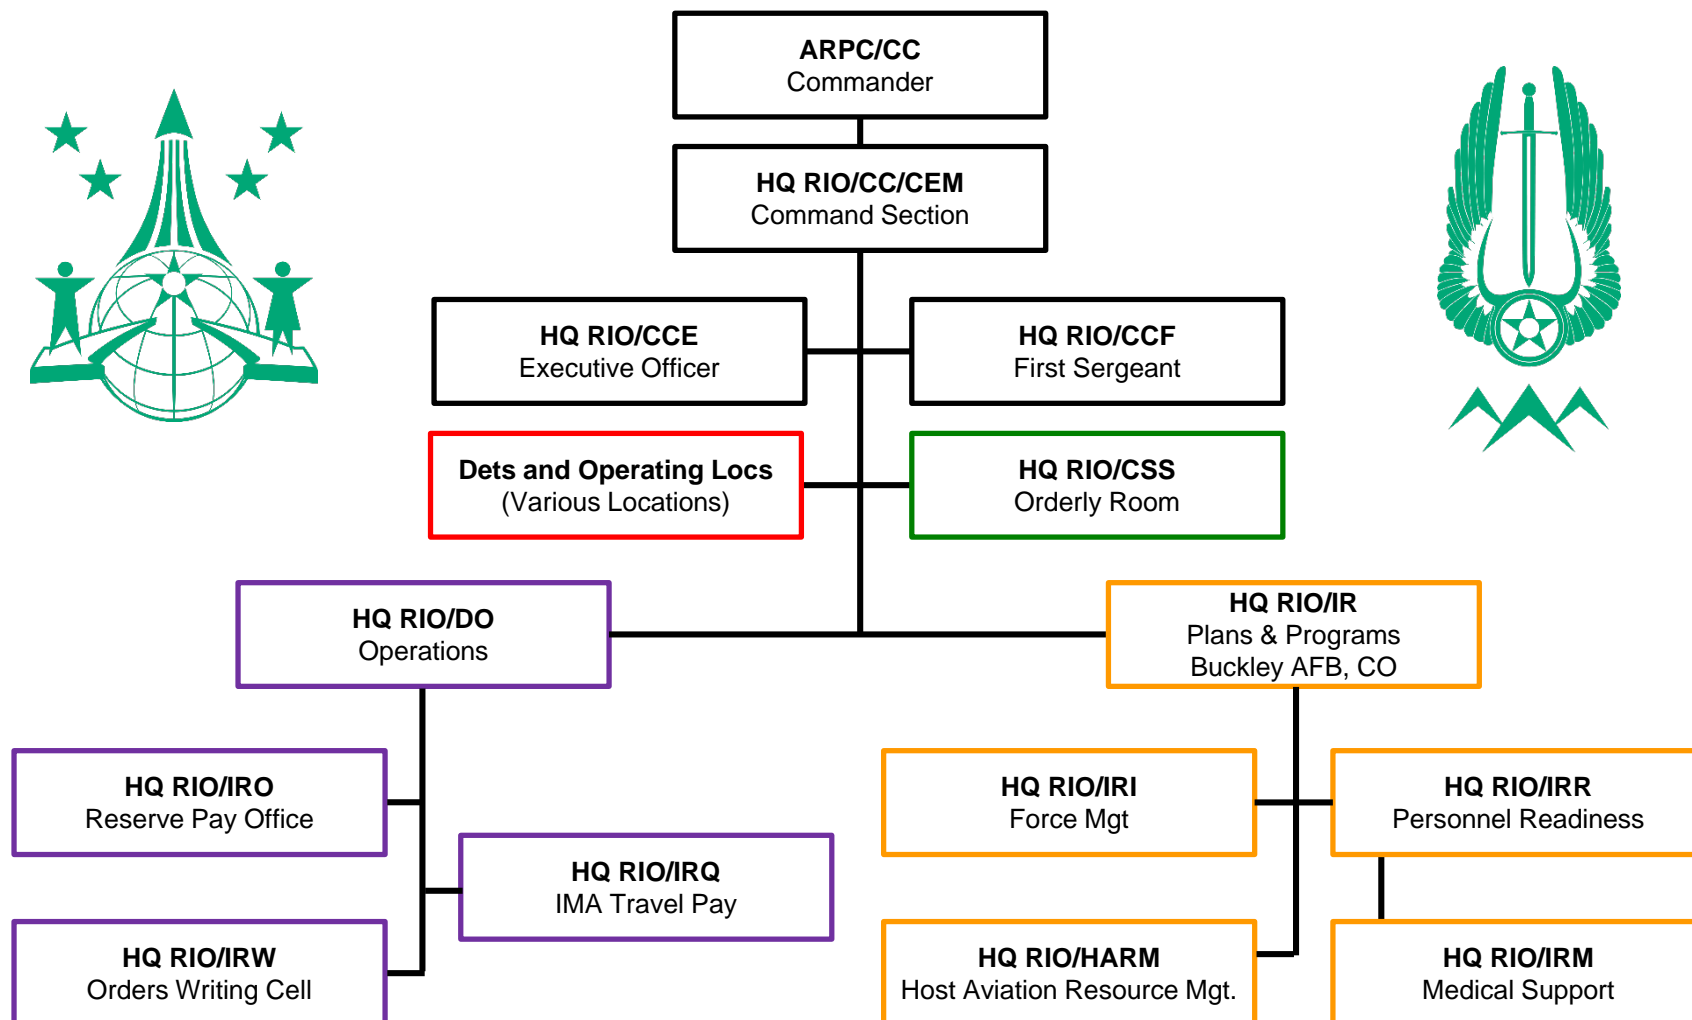 ARPC/CC
Commander
HQ RIO/CC/CEM
Command Section
HQ RIO/CCE
Executive Officer
HQ RIO/CCF
First Sergeant
Dets and Operating Locs
(Various Locations)
HQ RIO/CSS
Orderly Room
HQ RIO/DO
Operations
HQ RIO/IR
Plans & Programs
Buckley AFB, CO
HQ RIO/IRO
Reserve Pay Office
HQ RIO/IRI
Force Mgt
HQ RIO/IRR
Personnel Readiness
HQ RIO/IRQ
IMA Travel Pay
HQ RIO/IRW
Orders Writing Cell
HQ RIO/HARM
Host Aviation Resource Mgt.
HQ RIO/IRM
Medical Support